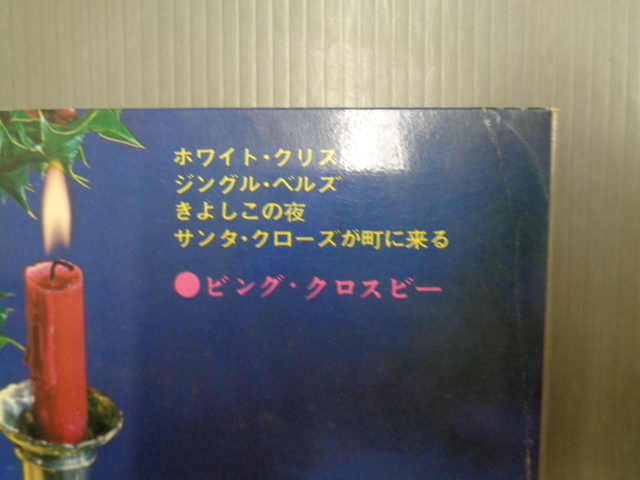 ホワイト・クリス
ジングル・ベルズ
きよしこの夜
サンタ・クローズが町に来る
●ビング・クロスビー